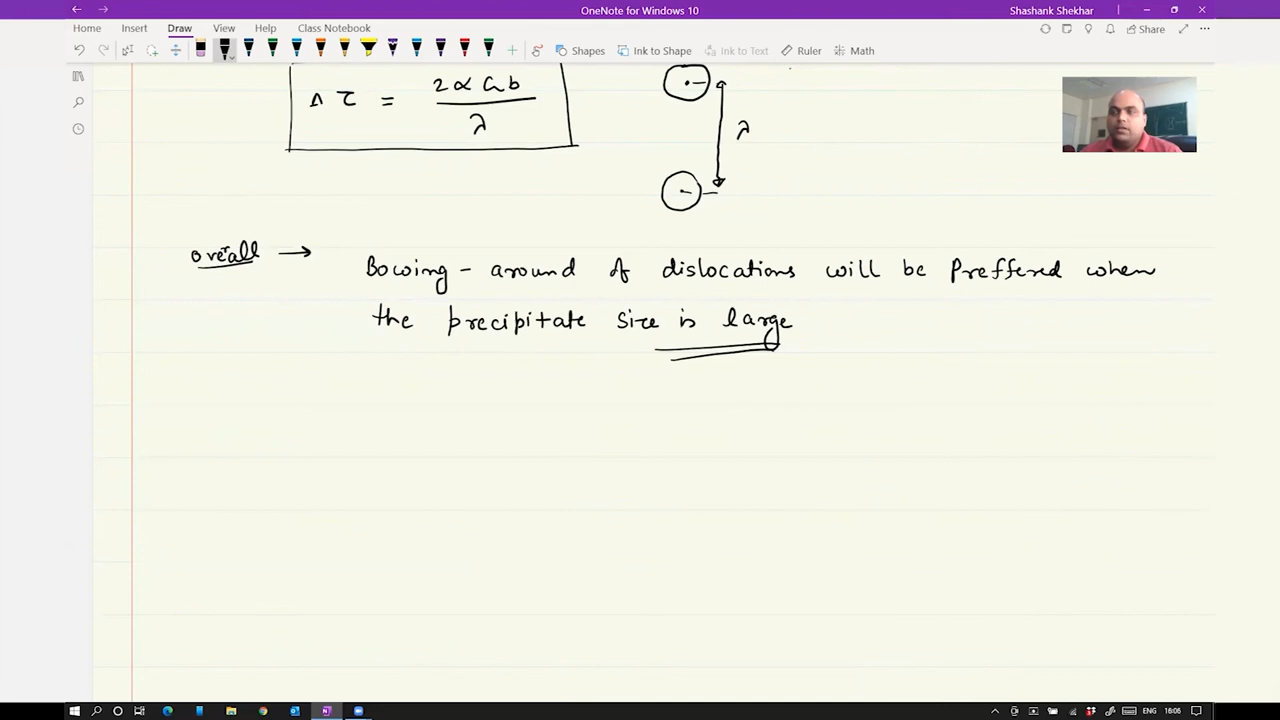 OneNote for Windows 10
Shashank Shekhar
Home Insert Draw View Help Class Notebook
Share
Shapes Ink to Shape Ink to Text Ruler Math
Δ τ = 2αGb
λ
λ
overall → Bowing - around of dislocations will be Preffered when
the precipitate size is large
ENG 16:06